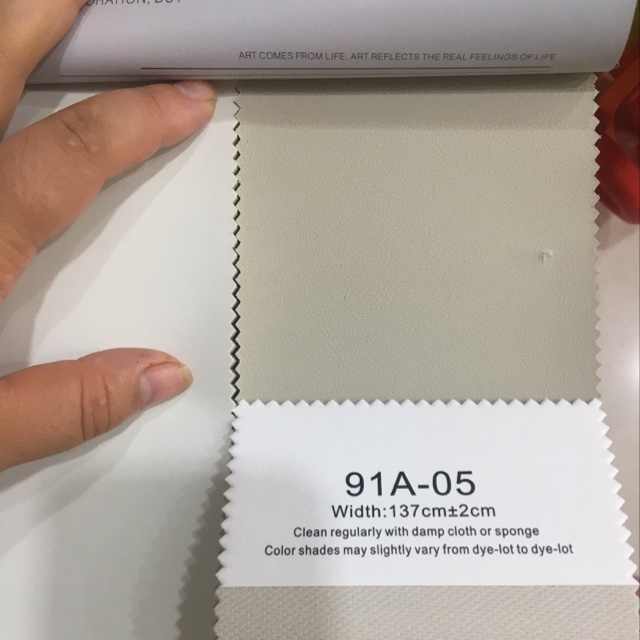 ART COMES FROM LIFE, ART REFLECTS THE REAL FEELINGS OF LIFE
91A-05
Width:137cm±2cm
Clean regularly with damp cloth or sponge
Color shades may slightly vary from dye-lot to dye-lot